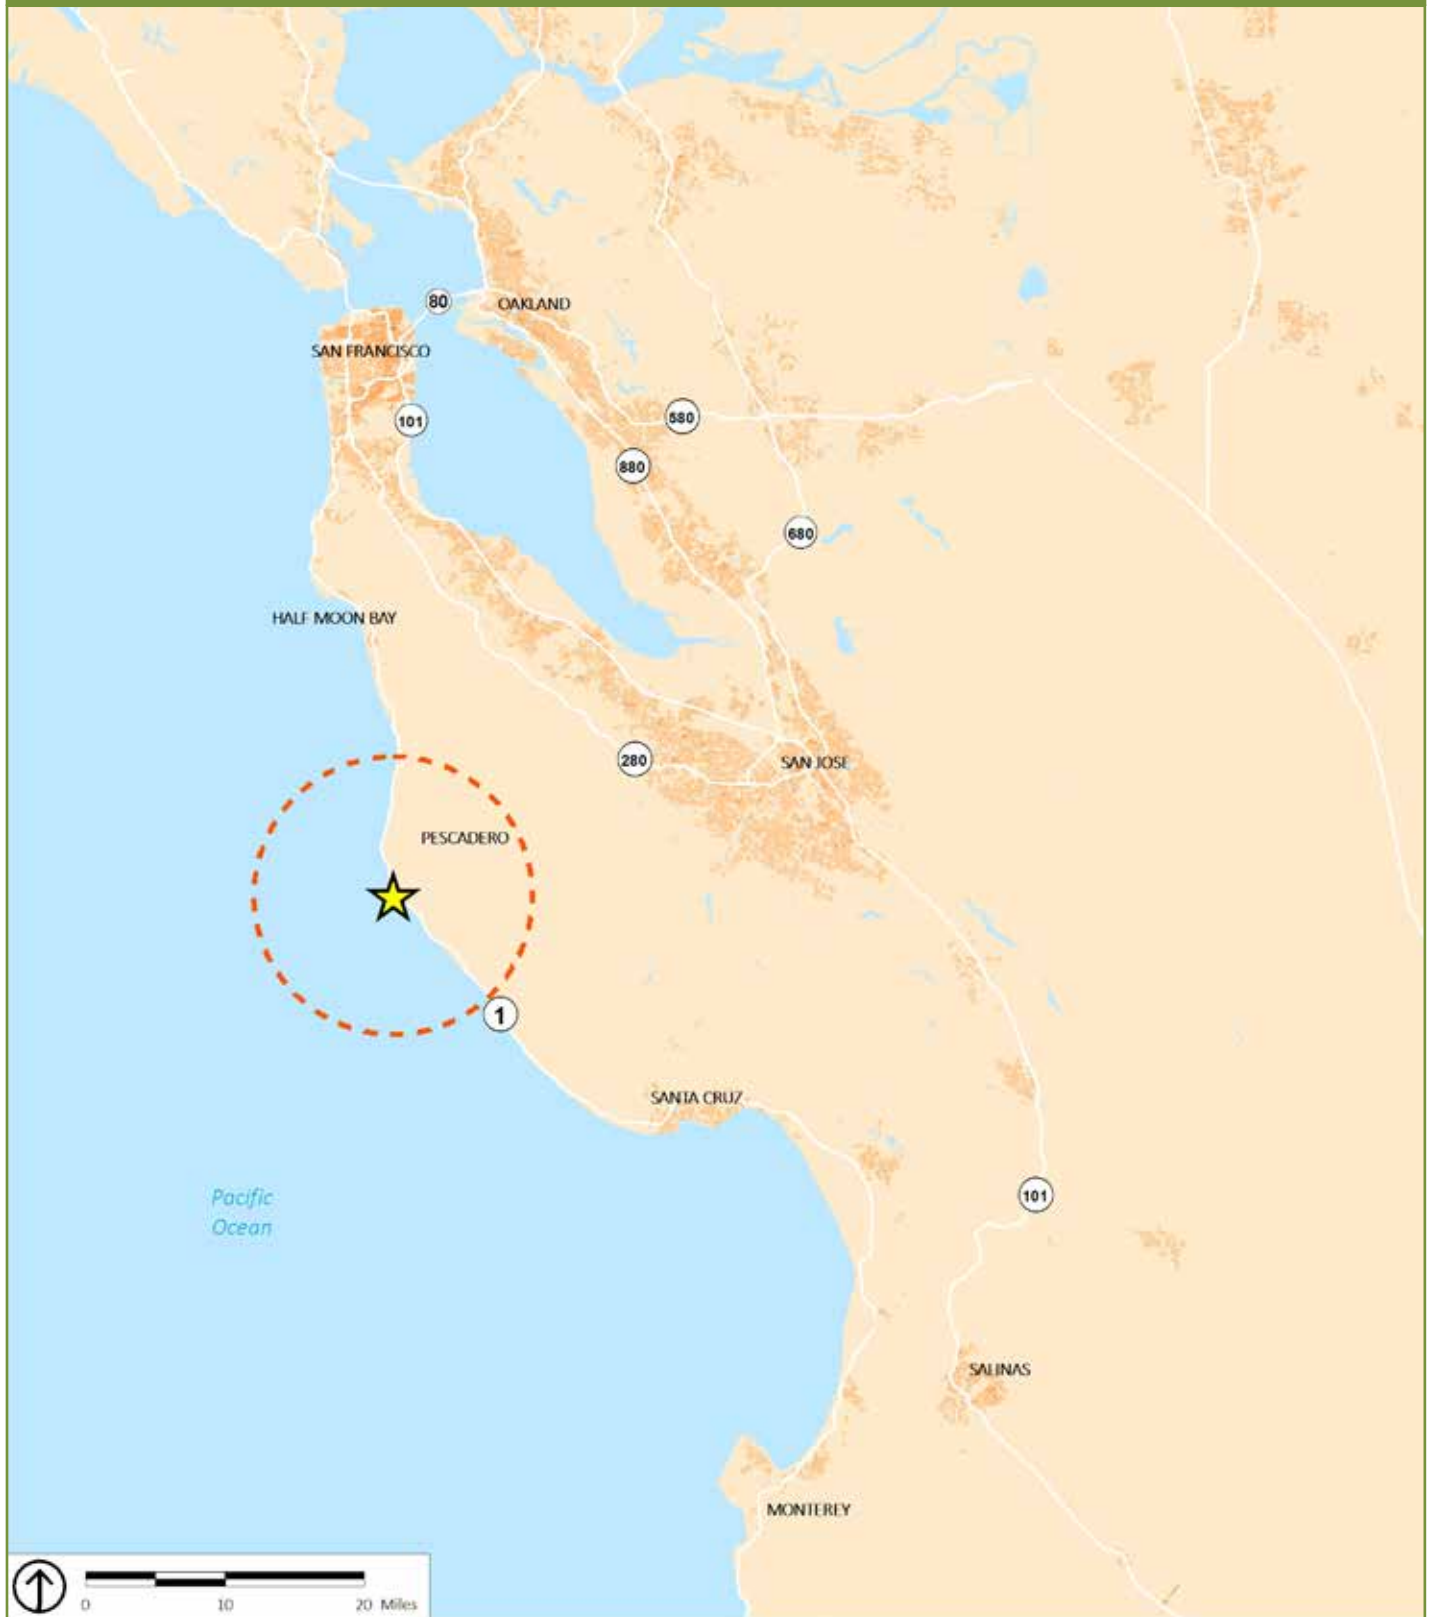 80
OAKLAND
SAN FRANCISCO
101
580
880
680
HALF MOON BAY
280
SAN JOSE
PESCADERO
1
SANTA CRUZ
Pacific
Ocean
101
SALINAS
MONTEREY
0 10 20 Miles